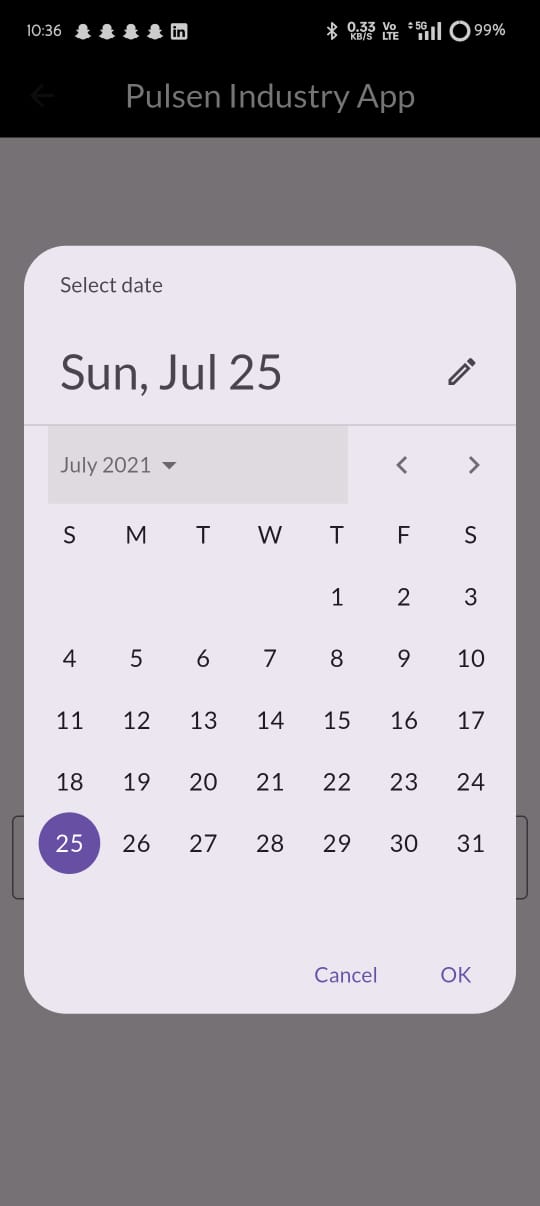 10:36 in 0.33 KB/S Vo LTE 5G 99%
Pulsen Industry App
Select date
Sun, Jul 25
July 2021
S M T W T F S
1 2 3
4 5 6 7 8 9 10
11 12 13 14 15 16 17
18 19 20 21 22 23 24
25 26 27 28 29 30 31
Cancel OK